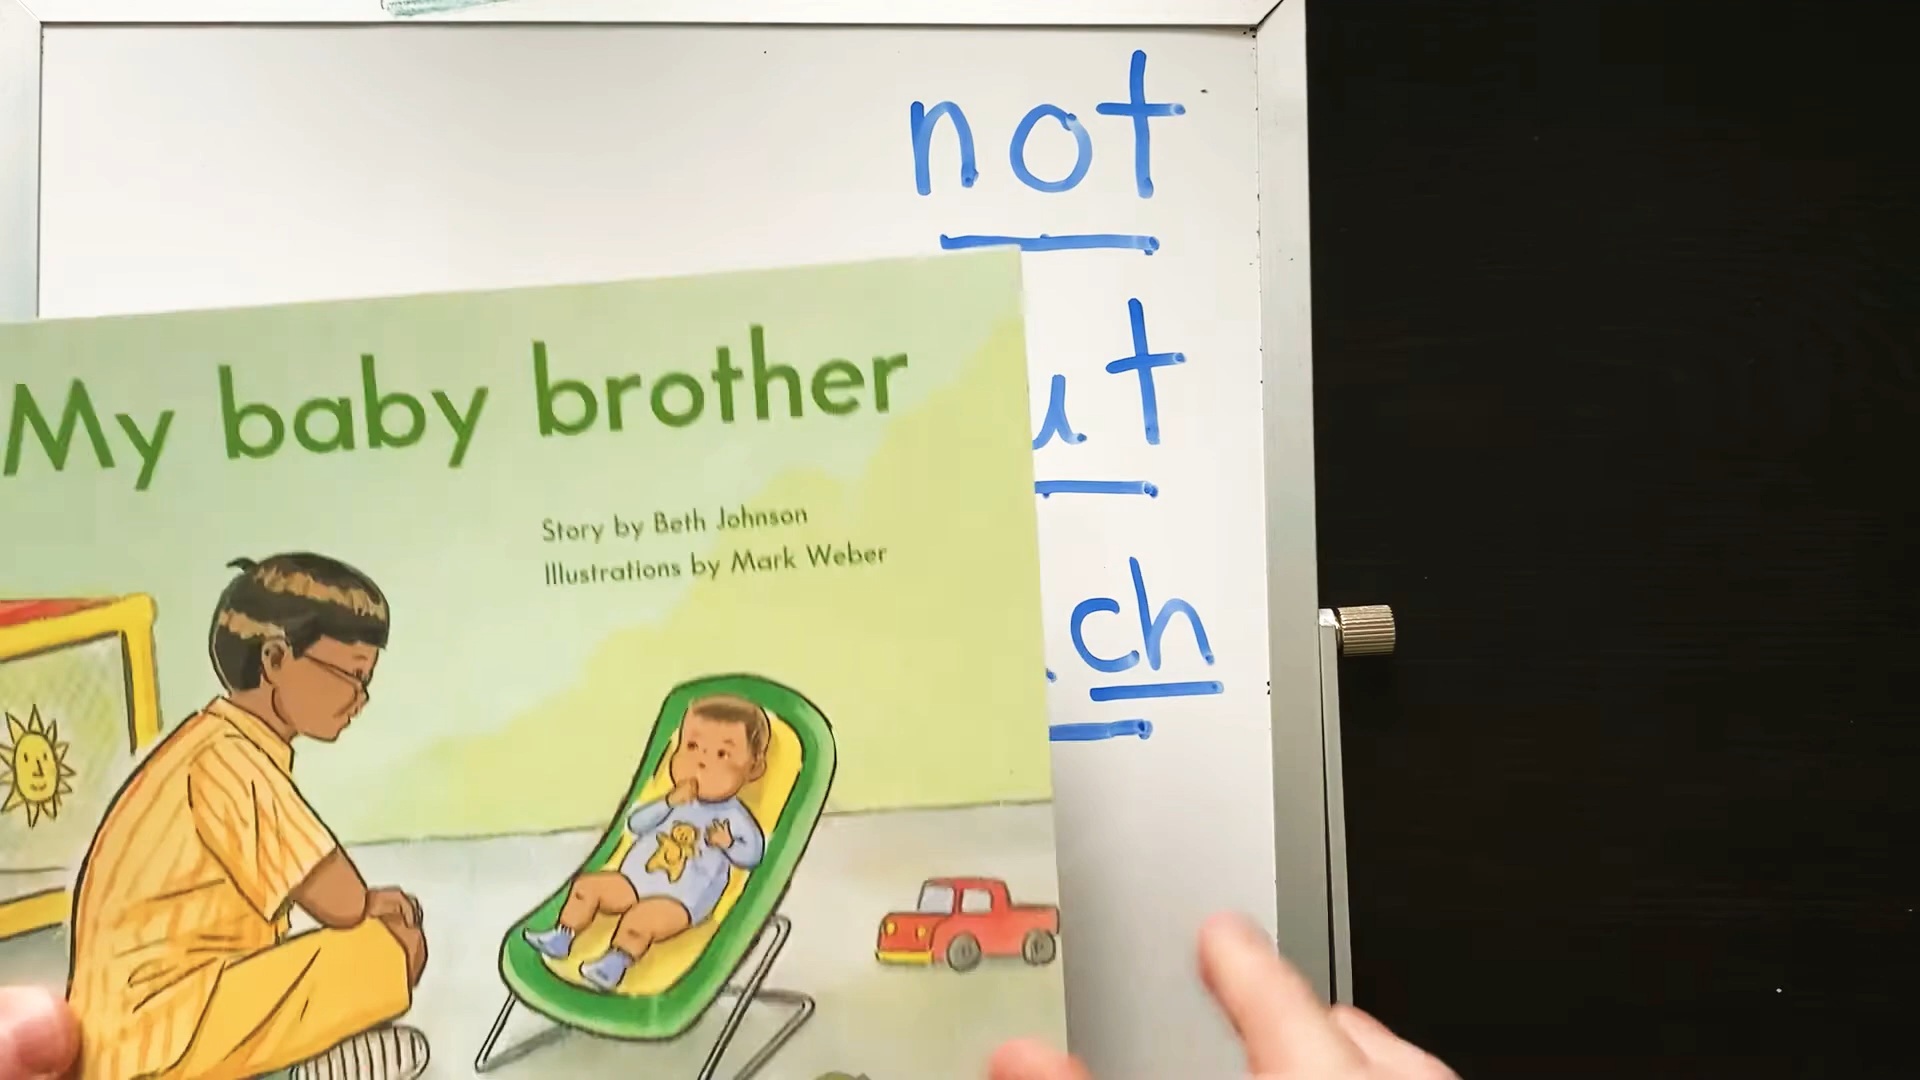 not
My baby brother
Story by Beth Johnson
Illustrations by Mark Weber